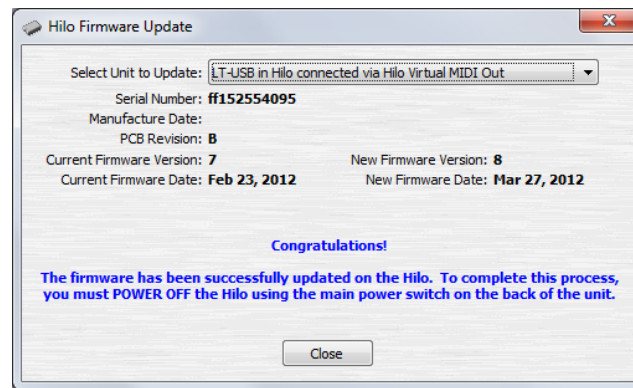 Hilo Firmware Update
X
Select Unit to Update: LT-USB in Hilo connected via Hilo Virtual MIDI Out
Serial Number: ff152554095
Manufacture Date:
PCB Revision: B
Current Firmware Version: 7 New Firmware Version: 8
Current Firmware Date: Feb 23, 2012 New Firmware Date: Mar 27, 2012
Congratulations!
The firmware has been successfully updated on the Hilo. To complete this process,
you must POWER OFF the Hilo using the main power switch on the back of the unit.
Close